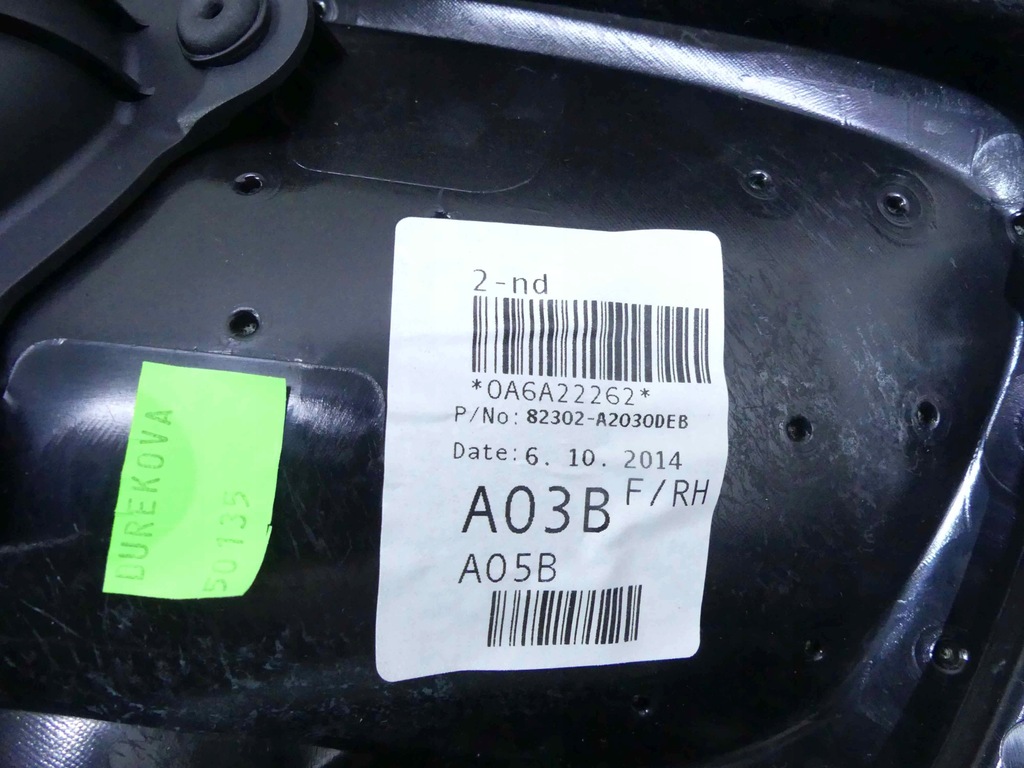 2-nd
*0A6A22262*
P/No: 82302-A2030DEB
Date: 6. 10. 2014
A03B F/RH
A05B
DUREKOVA
50135